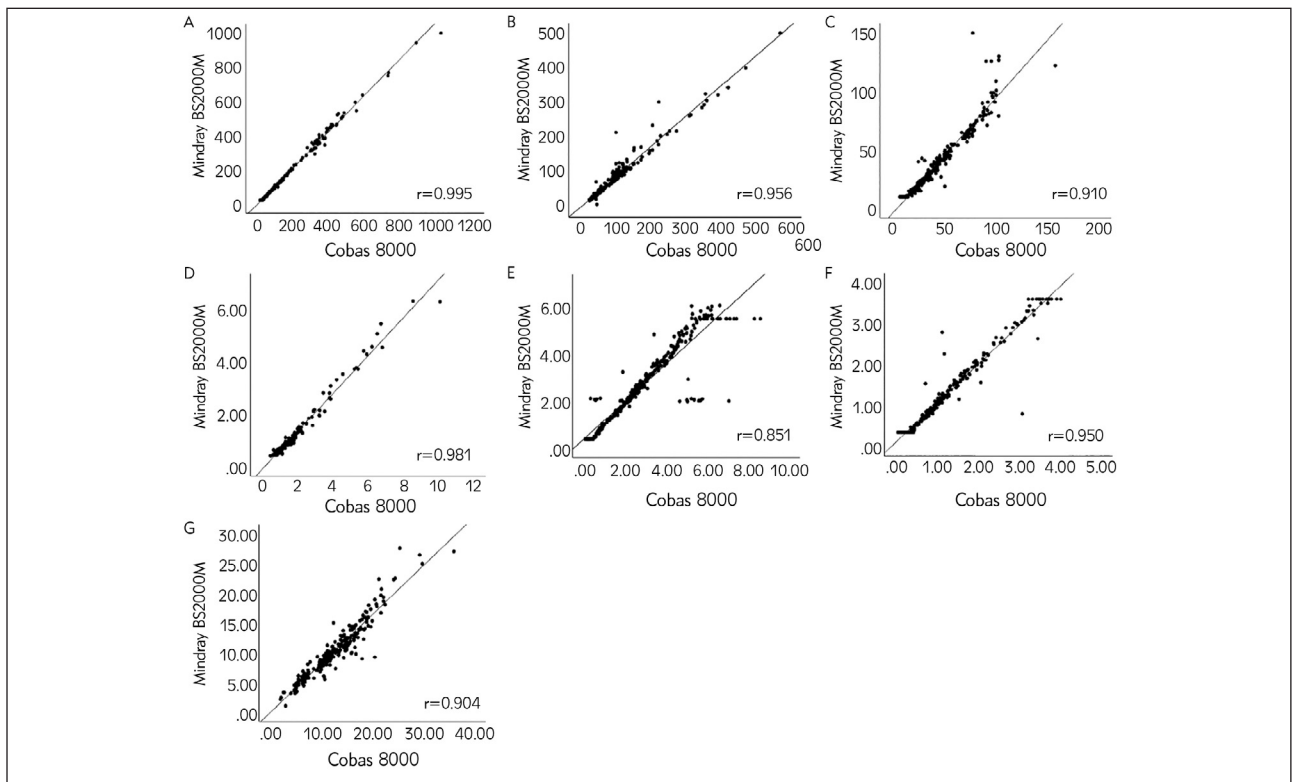 A
Mindray BS2000M
1000
800
600
400
200
0
r=0.995
0 200 400 600 800 1000 1200
Cobas 8000
B
Mindray BS2000M
500
400
300
200
100
0
r=0.956
0 100 200 300 400 500 600
600
Cobas 8000
C
Mindray BS2000M
150
100
50
0
r=0.910
0 50 100 150 200
Cobas 8000
D
Mindray BS2000M
6.00
4.00
2.00
.00
r=0.981
0 2 4 6 8 10 12
Cobas 8000
E
Mindray BS2000M
6.00
4.00
2.00
.00
r=0.851
.00 2.00 4.00 6.00 8.00 10.00
Cobas 8000
F
Mindray BS2000M
4.00
3.00
2.00
1.00
.00
r=0.950
.00 1.00 2.00 3.00 4.00 5.00
Cobas 8000
G
Mindray BS2000M
30.00
25.00
20.00
15.00
10.00
5.00
.00
r=0.904
.00 10.00 20.00 30.00 40.00
Cobas 8000